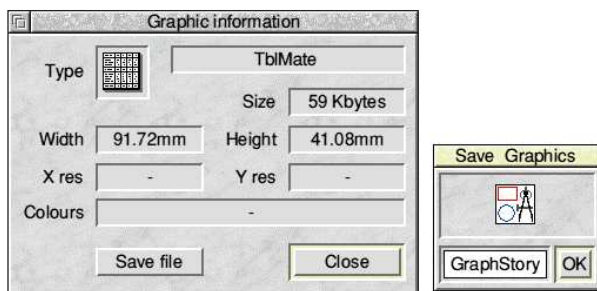 Graphic information
Type TblMate
Size 59 Kbytes
Width 91.72mm Height 41.08mm
X res - Y res -
Colours -
Save file Close
Save Graphics
GraphStory OK